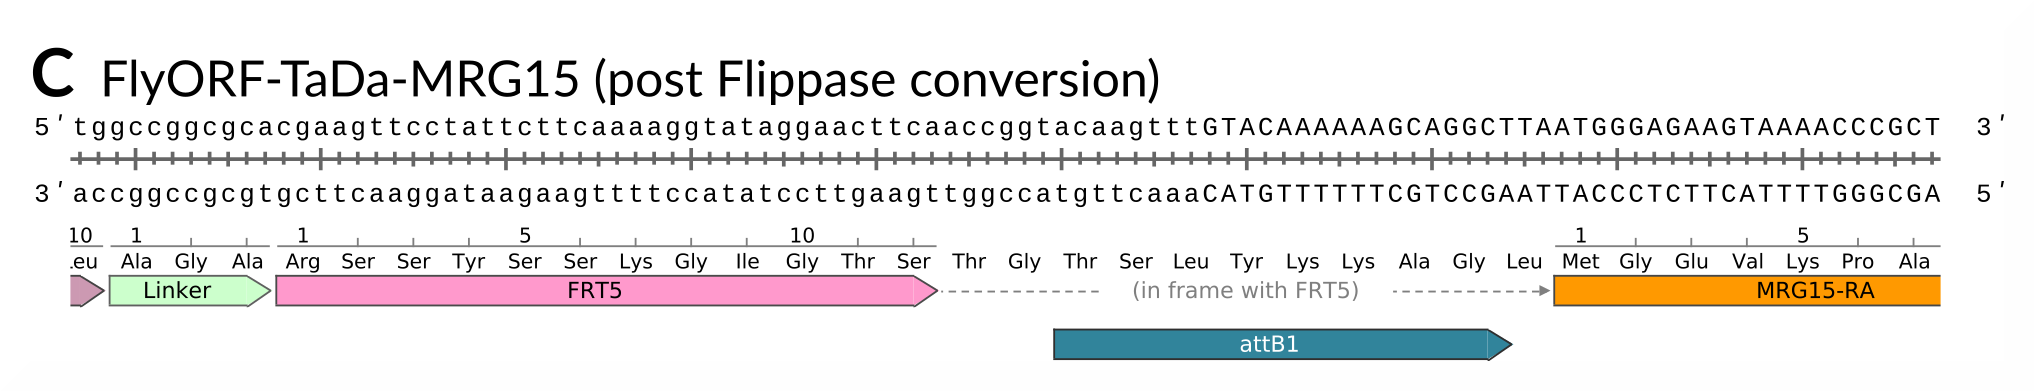 C FlyORF-TaDa-MRG15 (post Flippase conversion)
5′ tggccggcgcacgaagttcctattcttcaaaaggtataggaacttcaaccggtacaagtttGTACAAAAAAGCAGGCTTAATGGGAGAAGTAAAACCCGCT 3′
3′ accggccgcgtgcttcaaggataagaagttttccatatccttgaagttggccatgttcaaaCATGTTTTTTCGTCCGAATTACCCTCTTCATTTTGGGCGA 5′
10 1 1 5 10 1 5
eu Ala Gly Ala Arg Ser Ser Tyr Ser Ser Lys Gly Ile Gly Thr Ser Thr Gly Thr Ser Leu Tyr Lys Lys Ala Gly Leu Met Gly Glu Val Lys Pro Ala
Linker FRT5 (in frame with FRT5) MRG15-RA
attB1